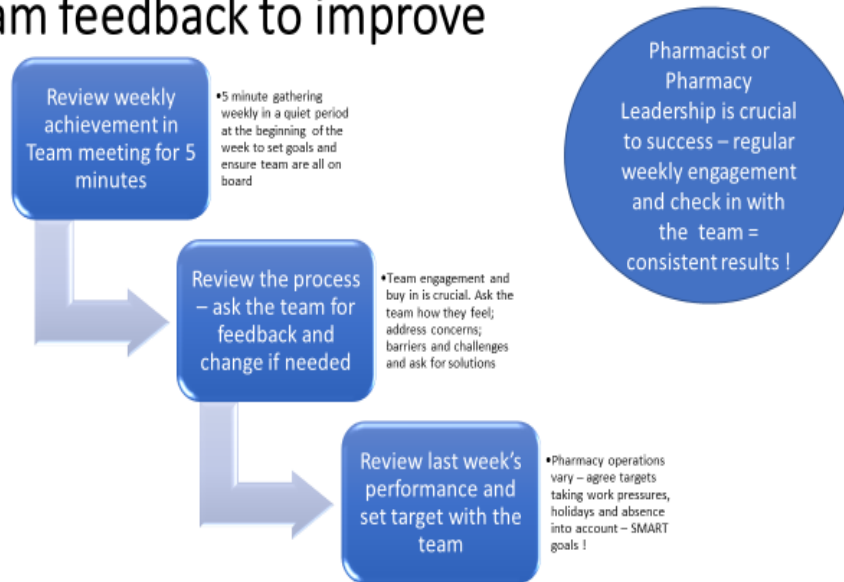 am feedback to improve
Review weekly
achievement in
Team meeting for 5
minutes
•5 minute gathering
weekly in a quiet period
at the beginning of the
week to set goals and
ensure team are all on
board
Pharmacist or
Pharmacy
Leadership is crucial
to success – regular
weekly engagement
and check in with
the team =
consistent results !
Review the process
– ask the team for
feedback and
change if needed
•Team engagement and
buy in is crucial. Ask the
team how they feel;
address concerns;
barriers and challenges
and ask for solutions
Review last week's
performance and
set target with the
team
•Pharmacy operations
vary – agree targets
taking work pressures,
holidays and absence
into account – SMART
goals !